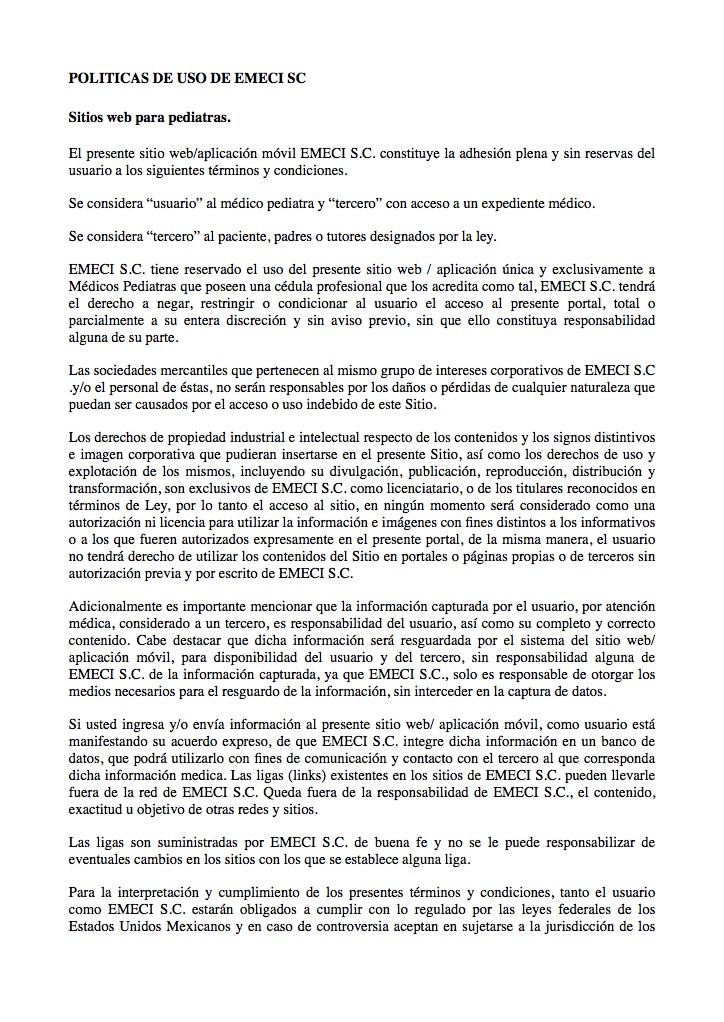 POLITICAS DE USO DE EMECI SC
Sitios web para pediatras.
El presente sitio web/aplicación móvil EMECI S.C. constituye la adhesión plena y sin reservas del
usuario a los siguientes términos y condiciones.
Se considera “usuario” al médico pediatra y “tercero” con acceso a un expediente médico.
Se considera “tercero” al paciente, padres o tutores designados por la ley.
EMECI S.C. tiene reservado el uso del presente sitio web / aplicación única y exclusivamente a
Médicos Pediatras que poseen una cédula profesional que los acredita como tal, EMECI S.C. tendrá
el derecho a negar, restringir o condicionar al usuario el acceso al presente portal, total o
parcialmente a su entera discreción y sin aviso previo, sin que ello constituya responsabilidad
alguna de su parte.
Las sociedades mercantiles que pertenecen al mismo grupo de intereses corporativos de EMECI S.C
.y/o el personal de éstas, no serán responsables por los daños o pérdidas de cualquier naturaleza que
puedan ser causados por el acceso o uso indebido de este Sitio.
Los derechos de propiedad industrial e intelectual respecto de los contenidos y los signos distintivos
e imagen corporativa que pudieran insertarse en el presente Sitio, así como los derechos de uso y
explotación de los mismos, incluyendo su divulgación, publicación, reproducción, distribución y
transformación, son exclusivos de EMECI S.C. como licenciatario, o de los titulares reconocidos en
términos de Ley, por lo tanto el acceso al sitio, en ningún momento será considerado como una
autorización ni licencia para utilizar la información e imágenes con fines distintos a los informativos
o a los que fueren autorizados expresamente en el presente portal, de la misma manera, el usuario
no tendrá derecho de utilizar los contenidos del Sitio en portales o páginas propias o de terceros sin
autorización previa y por escrito de EMECI S.C.
Adicionalmente es importante mencionar que la información capturada por el usuario, por atención
médica, considerado a un tercero, es responsabilidad del usuario, así como su completo y correcto
contenido. Cabe destacar que dicha información será resguardada por el sistema del sitio web/
aplicación móvil, para disponibilidad del usuario y del tercero, sin responsabilidad alguna de
EMECI S.C. de la información capturada, ya que EMECI S.C., solo es responsable de otorgar los
medios necesarios para el resguardo de la información, sin interceder en la captura de datos.
Si usted ingresa y/o envía información al presente sitio web/ aplicación móvil, como usuario está
manifestando su acuerdo expreso, de que EMECI S.C. integre dicha información en un banco de
datos, que podrá utilizarlo con fines de comunicación y contacto con el tercero al que corresponda
dicha información medica. Las ligas (links) existentes en los sitios de EMECI S.C. pueden llevarle
fuera de la red de EMECI S.C. Queda fuera de la responsabilidad de EMECI S.C., el contenido,
exactitud u objetivo de otras redes y sitios.
Las ligas son suministradas por EMECI S.C. de buena fe y no se le puede responsabilizar de
eventuales cambios en los sitios con los que se establece alguna liga.
Para la interpretación y cumplimiento de los presentes términos y condiciones, tanto el usuario
como EMECI S.C. estarán obligados a cumplir con lo regulado por las leyes federales de los
Estados Unidos Mexicanos y en caso de controversia aceptan en sujetarse a la jurisdicción de los